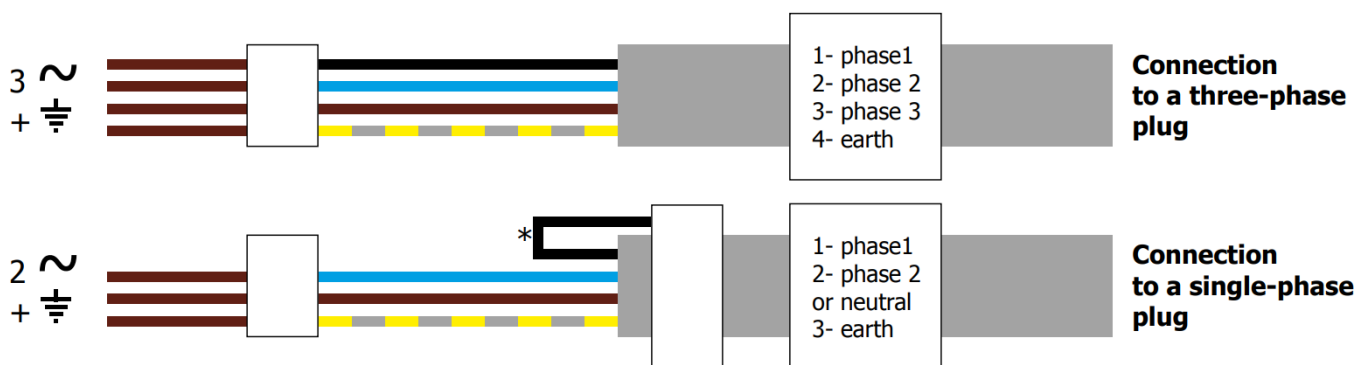 3 ~
+
1- phase1
2- phase 2
3- phase 3
4- earth
Connection
to a three-phase
plug
*
2 ~
+
1- phase1
2- phase 2
or neutral
3- earth
Connection
to a single-phase
plug